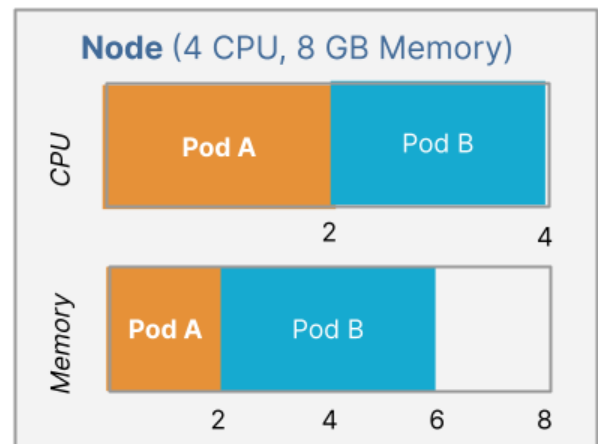 Node (4 CPU, 8 GB Memory)
CPU
Pod A
Pod B
2
4
Memory
Pod A
Pod B
2
4
6
8